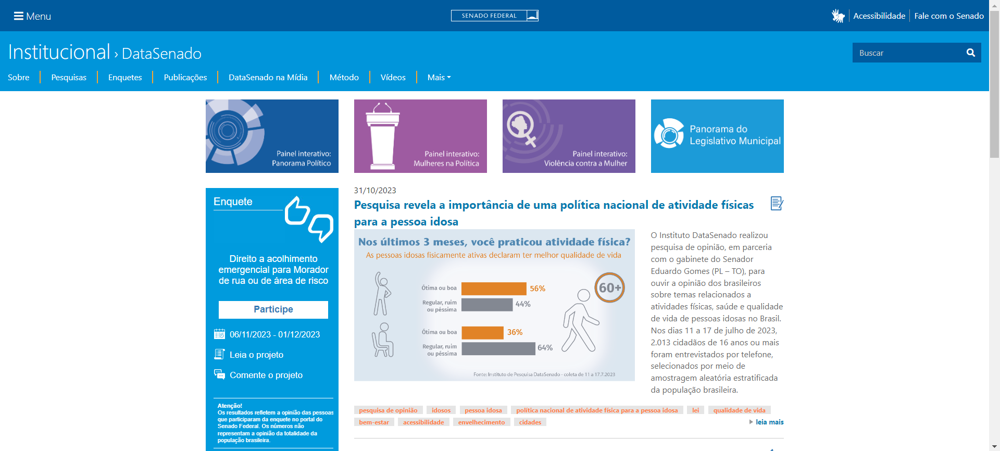 Menu
SENADO FEDERAL
Acessibilidade
Fale com o Senado
Institucional › DataSenado
Buscar
Sobre
Pesquisas
Enquetes
Publicações
DataSenado na Mídia
Método
Vídeos
Mais
Painel interativo:
Panorama Político
Painel interativo:
Mulheres na Política
Painel interativo:
Violência contra a Mulher
Panorama do
Legislativo Municipal
Enquete
Direito a acolhimento
emergencial para Morador
de rua ou de área de risco
Participe
06/11/2023 - 01/12/2023
Leia o projeto
Comente o projeto
Atenção!
Os resultados refletem a opinião das pessoas
que participaram da enquete no portal do
Senado Federal. Os números não
representam a opinião da totalidade da
população brasileira.
31/10/2023
Pesquisa revela a importância de uma política nacional de atividade físicas
para a pessoa idosa
Nos últimos 3 meses, você praticou atividade física?
As pessoas idosas fisicamente ativas declaram ter melhor qualidade de vida
60+
Ótima ou boa
56%
Regular, ruim
ou péssima
44%
Ótima ou boa
36%
Regular, ruim
ou péssima
64%
Fonte: Instituto de Pesquisa DataSenado - coleta de 11 a 17.7.2023
O Instituto DataSenado realizou
pesquisa de opinião, em parceria
com o gabinete do Senador
Eduardo Gomes (PL – TO), para
ouvir a opinião dos brasileiros
sobre temas relacionados a
atividades físicas, saúde e qualidade
de vida de pessoas idosas no Brasil.
Nos dias 11 a 17 de julho de 2023,
2.013 cidadãos de 16 anos ou mais
foram entrevistados por telefone,
selecionados por meio de
amostragem aleatória estratificada
da população brasileira.
pesquisa de opinião
idosos
pessoa idosa
política nacional de atividade física para a pessoa idosa
lei
qualidade de vida
bem-estar
acessibilidade
envelhecimento
cidades
leia mais